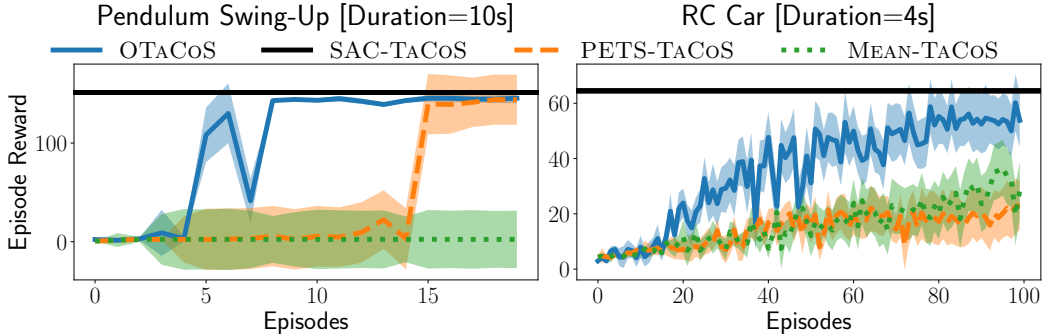 Pendulum Swing-Up [Duration=10s]
RC Car [Duration=4s]
OTACOS
SAC-TACOS
PETS-TACOS
MEAN-TACOS
Episode Reward
100
0
0
5
10
15
Episodes
60
40
20
0
0
20
40
60
80
100
Episodes